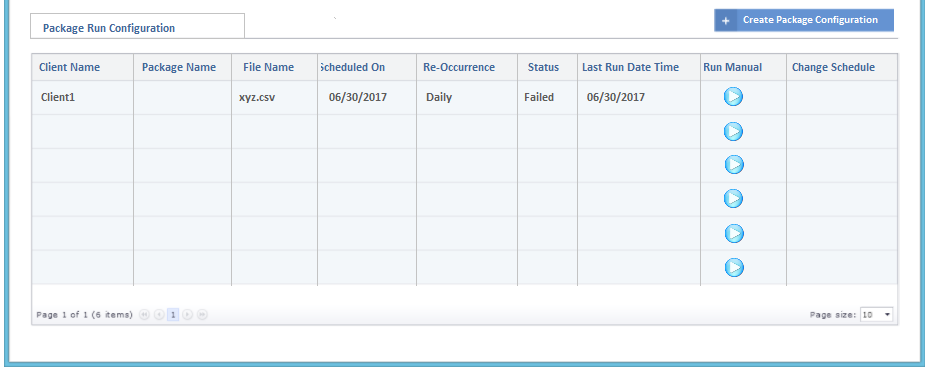 Package Run Configuration
+ Create Package Configuration
Client Name Package Name File Name Scheduled On Re-Occurrence Status Last Run Date Time Run Manual Change Schedule
Client1 xyz.csv 06/30/2017 Daily Failed 06/30/2017
Page 1 of 1 (6 items) 1 Page size: 10